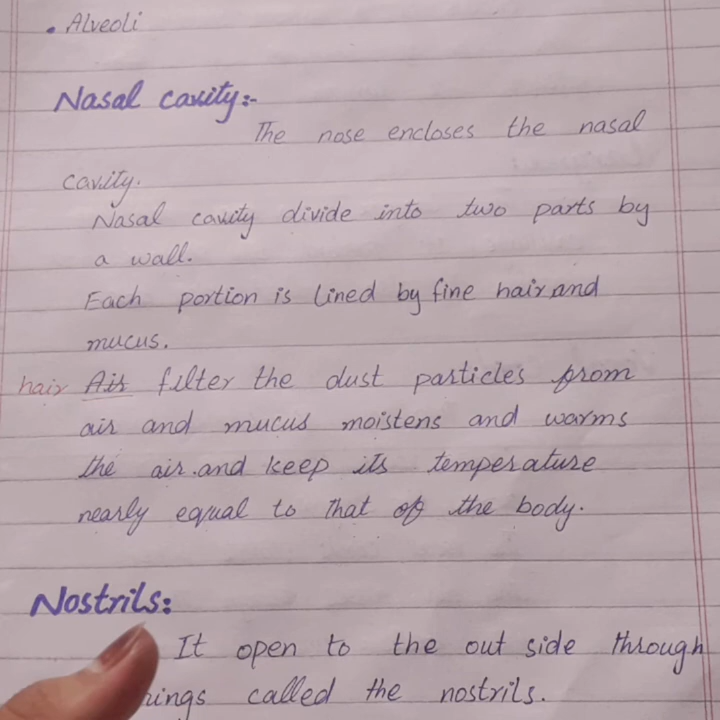 • Alveoli
Nasal cavity:-
The nose encloses the nasal
cavity.
Nasal cavity divide into two parts by
a wall.
Each portion is lined by fine hair and
mucus.
hair Air filter the dust particles from
air and mucus moistens and warms
the air.and keep its temperature
nearly equal to that of the body.
Nostrils:
It open to the out side through
called the nostrils.